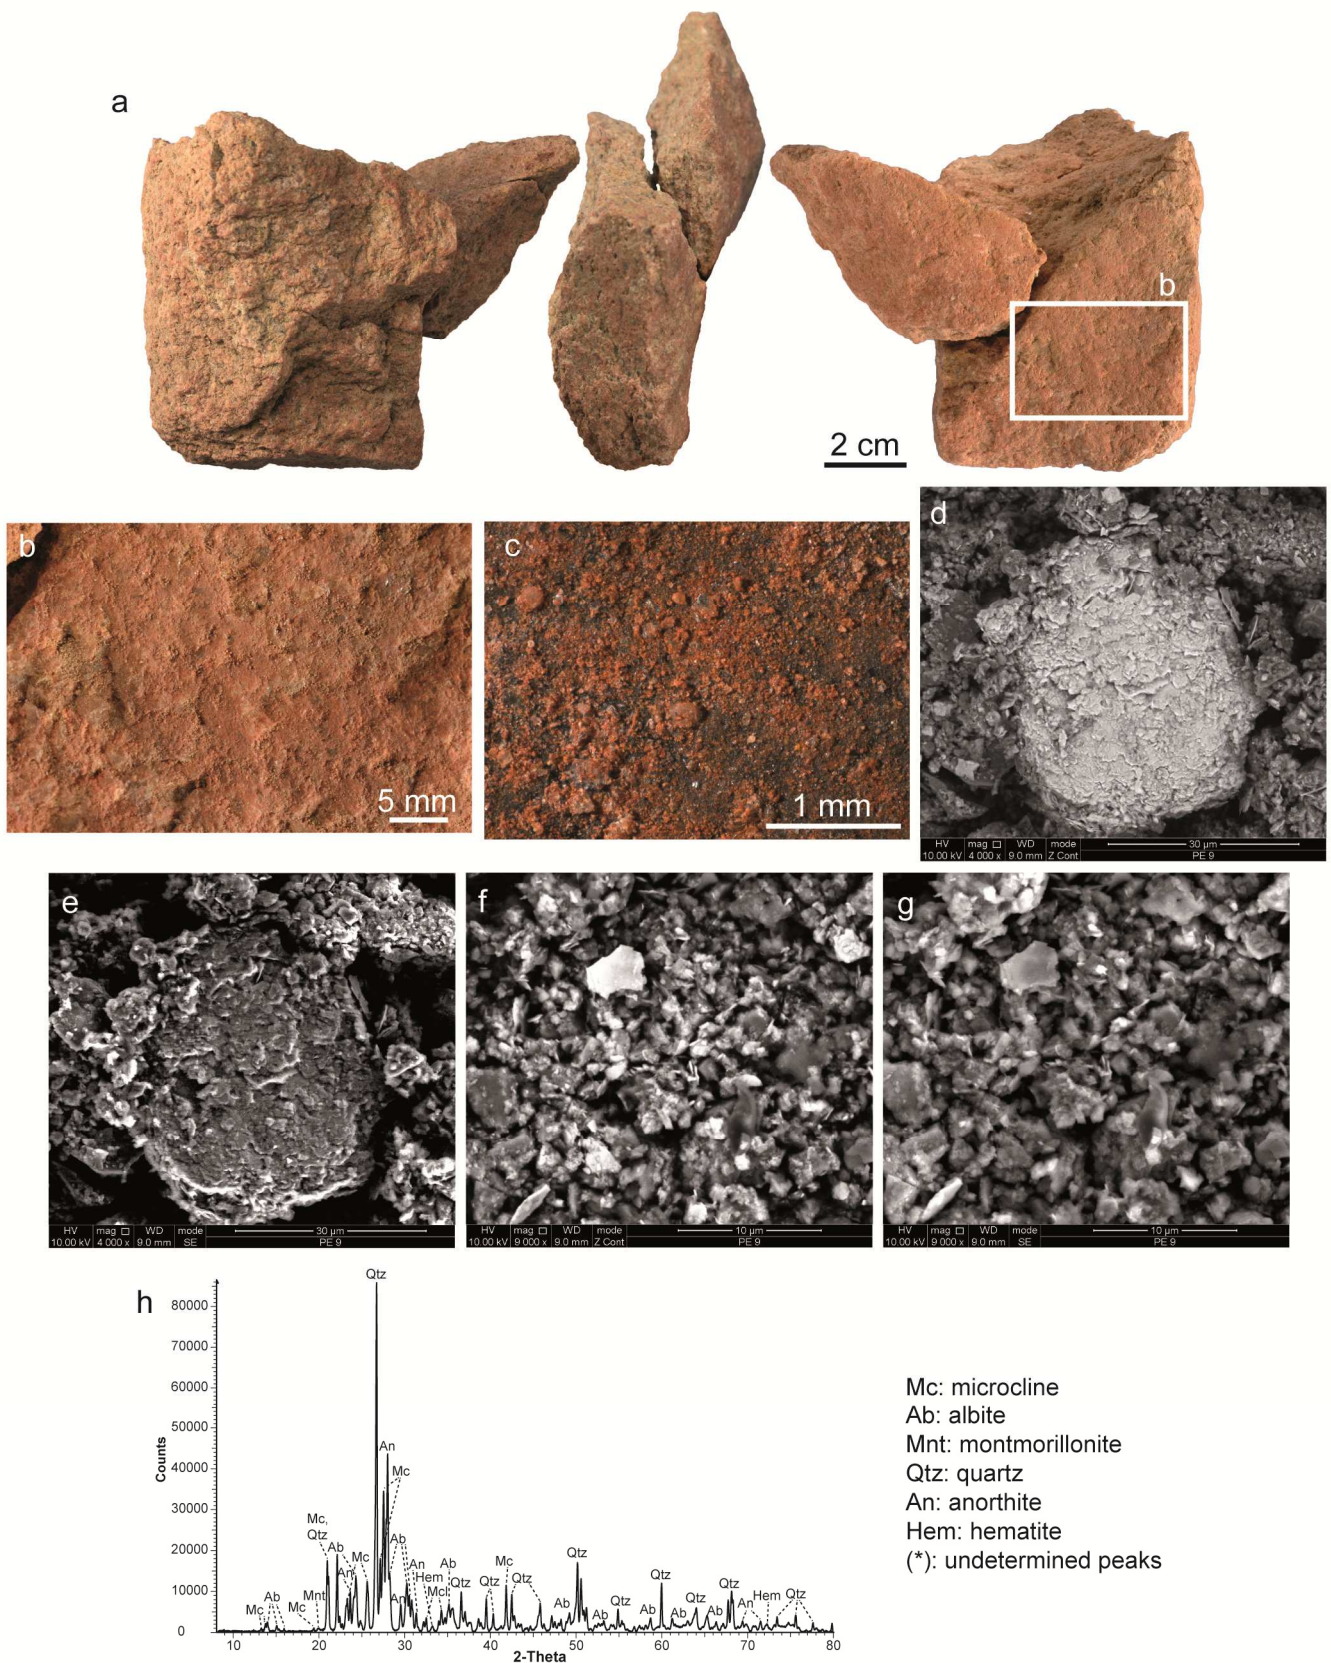 a
b
2 cm
b
5 mm
c
1 mm
d
HV mag □ WD mode 30 µm
10.00 kV 4 000 x 9.0 mm Z Cont PE 9
e
HV mag □ WD mode 30 µm
10.00 kV 4 000 x 9.0 mm SE PE 9
f
HV mag □ WD mode 10 µm
10.00 kV 9 000 x 9.0 mm Z Cont PE 9
g
HV mag □ WD mode 10 µm
10.00 kV 9 000 x 9.0 mm SE PE 9
h
Counts
80000
70000
60000
50000
40000
30000
20000
10000
0
Qtz
An
Mc
Mc,
Qtz
Ab
An
Mc
Ab
An
Ab
Hem
Mcl
An
Mc
Ab
Mc
Mnt
Qtz
Qtz
Mc
Qtz
Ab
Qtz
Ab
Qtz
Ab
Qtz
Ab
Qtz
Ab
Qtz
An
Hem
Qtz
10 20 30 40 50 60 70 80
2-Theta
Mc: microcline
Ab: albite
Mnt: montmorillonite
Qtz: quartz
An: anorthite
Hem: hematite
(*): undetermined peaks